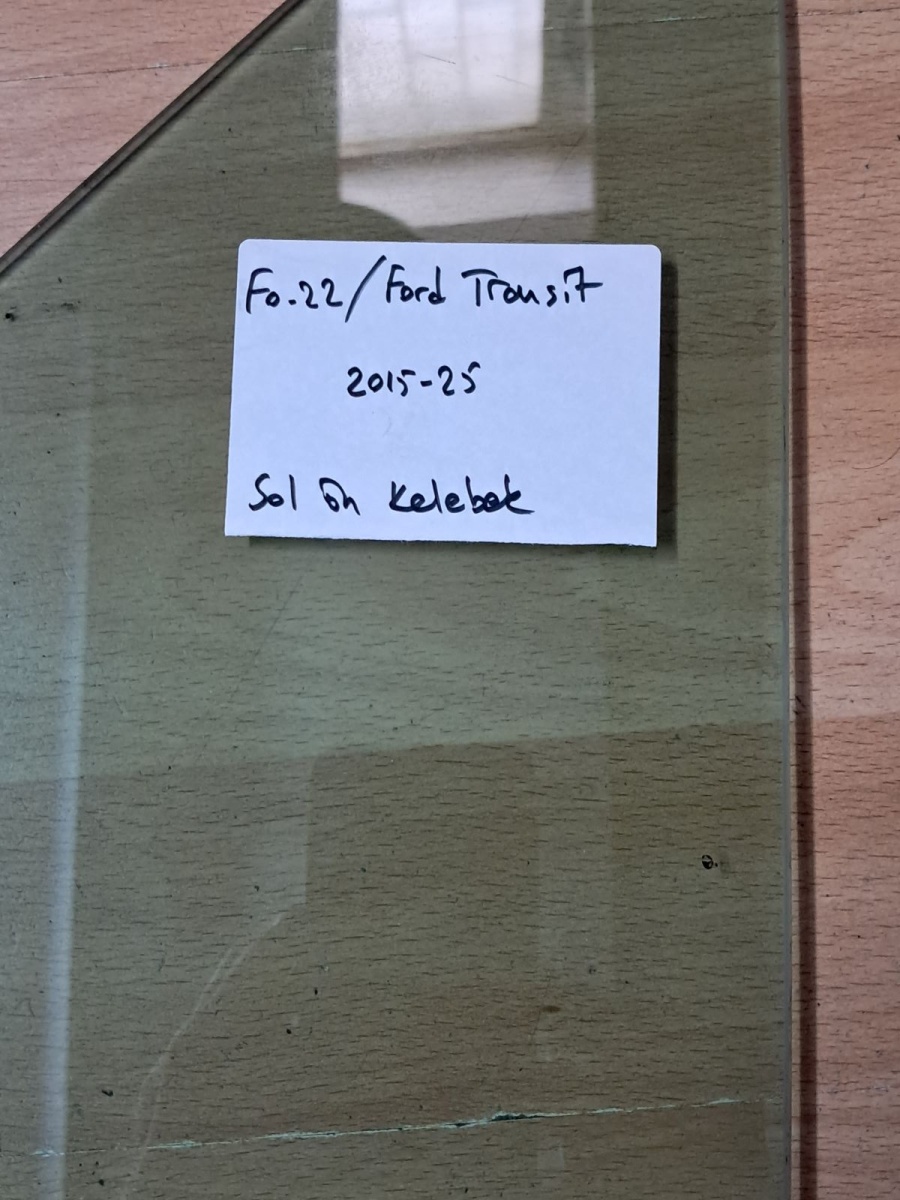 Fo.22/Ford Transit
2015-25
Sol Ön Kelebek